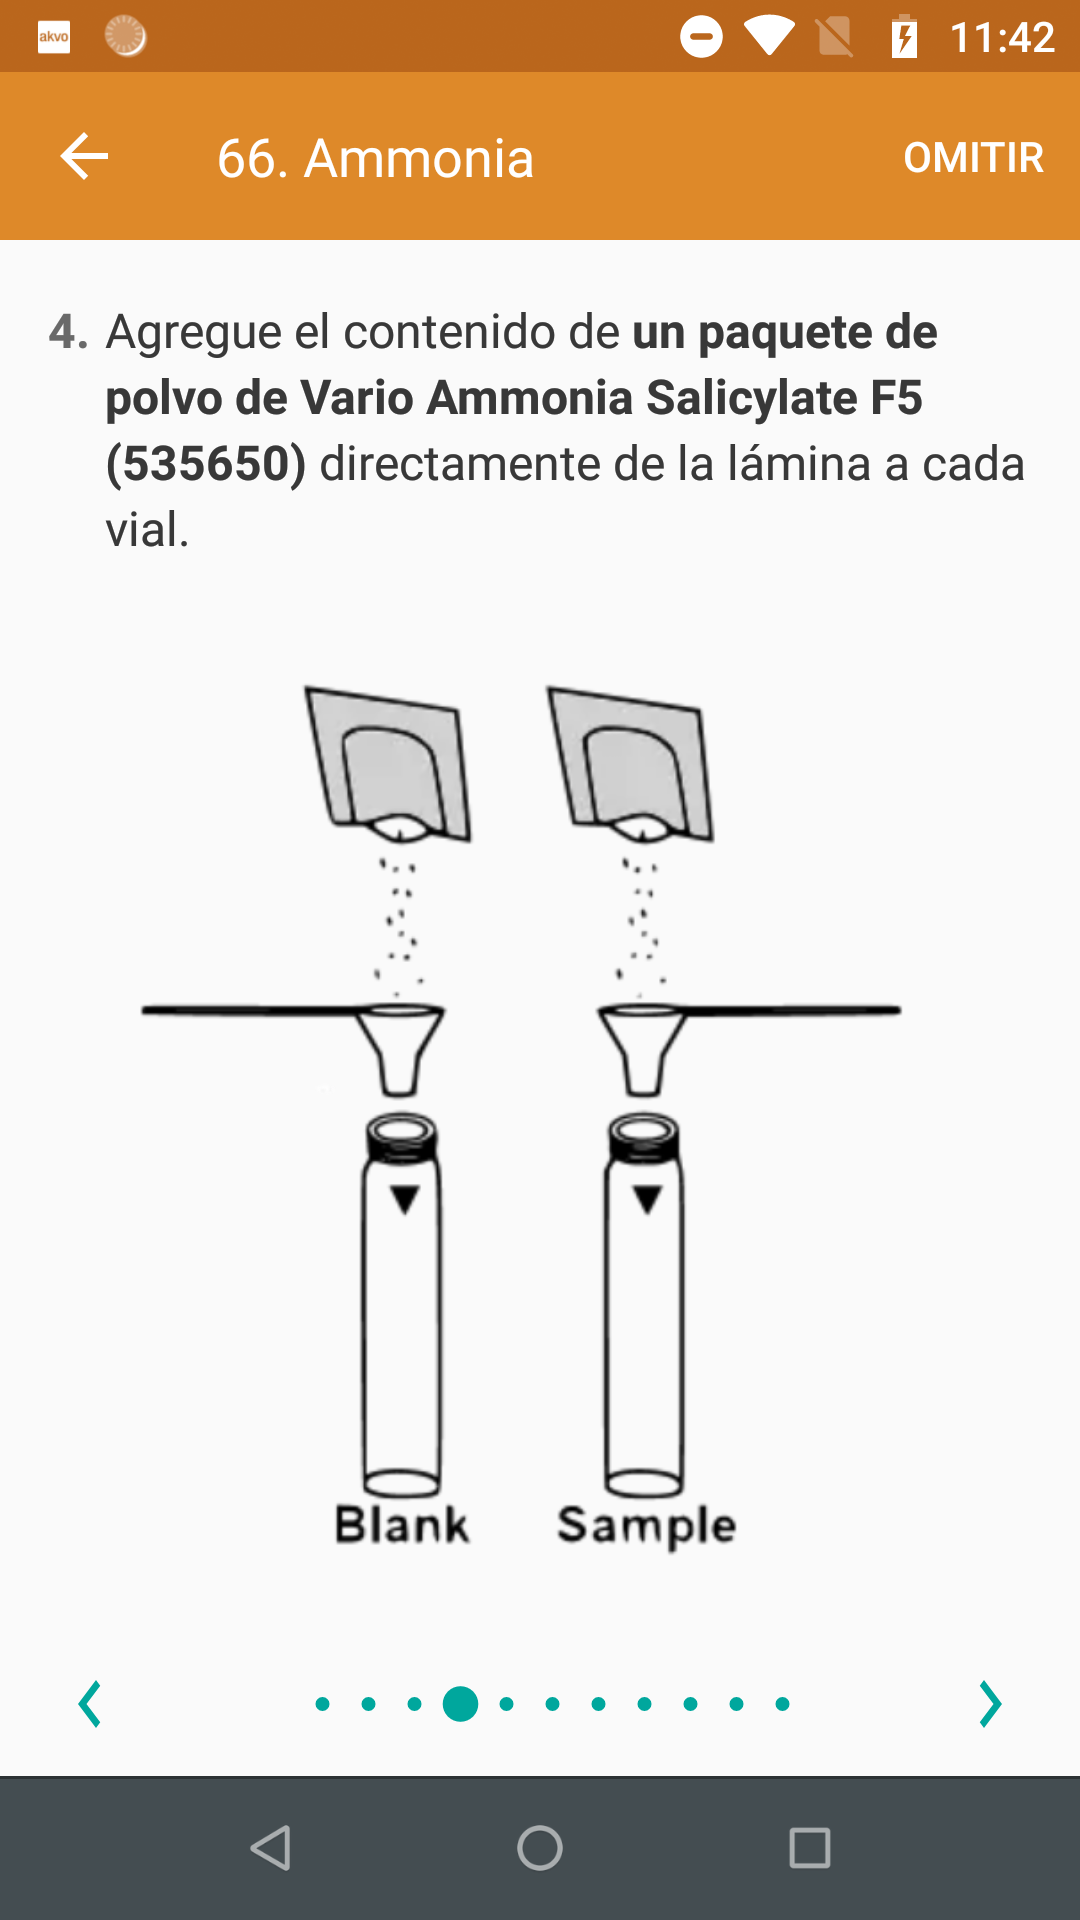 akvo
11:42
66. Ammonia
OMITIR
4. Agregue el contenido de un paquete de
polvo de Vario Ammonia Salicylate F5
(535650) directamente de la lámina a cada
vial.
Blank
Sample